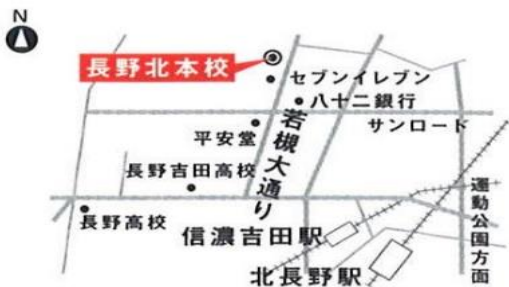 N
長野北本校
セブンイレブン
八十二銀行
サンロード
平安堂
若槻大通り
長野吉田高校
長野高校
信濃吉田駅
北長野駅
運動公園方面